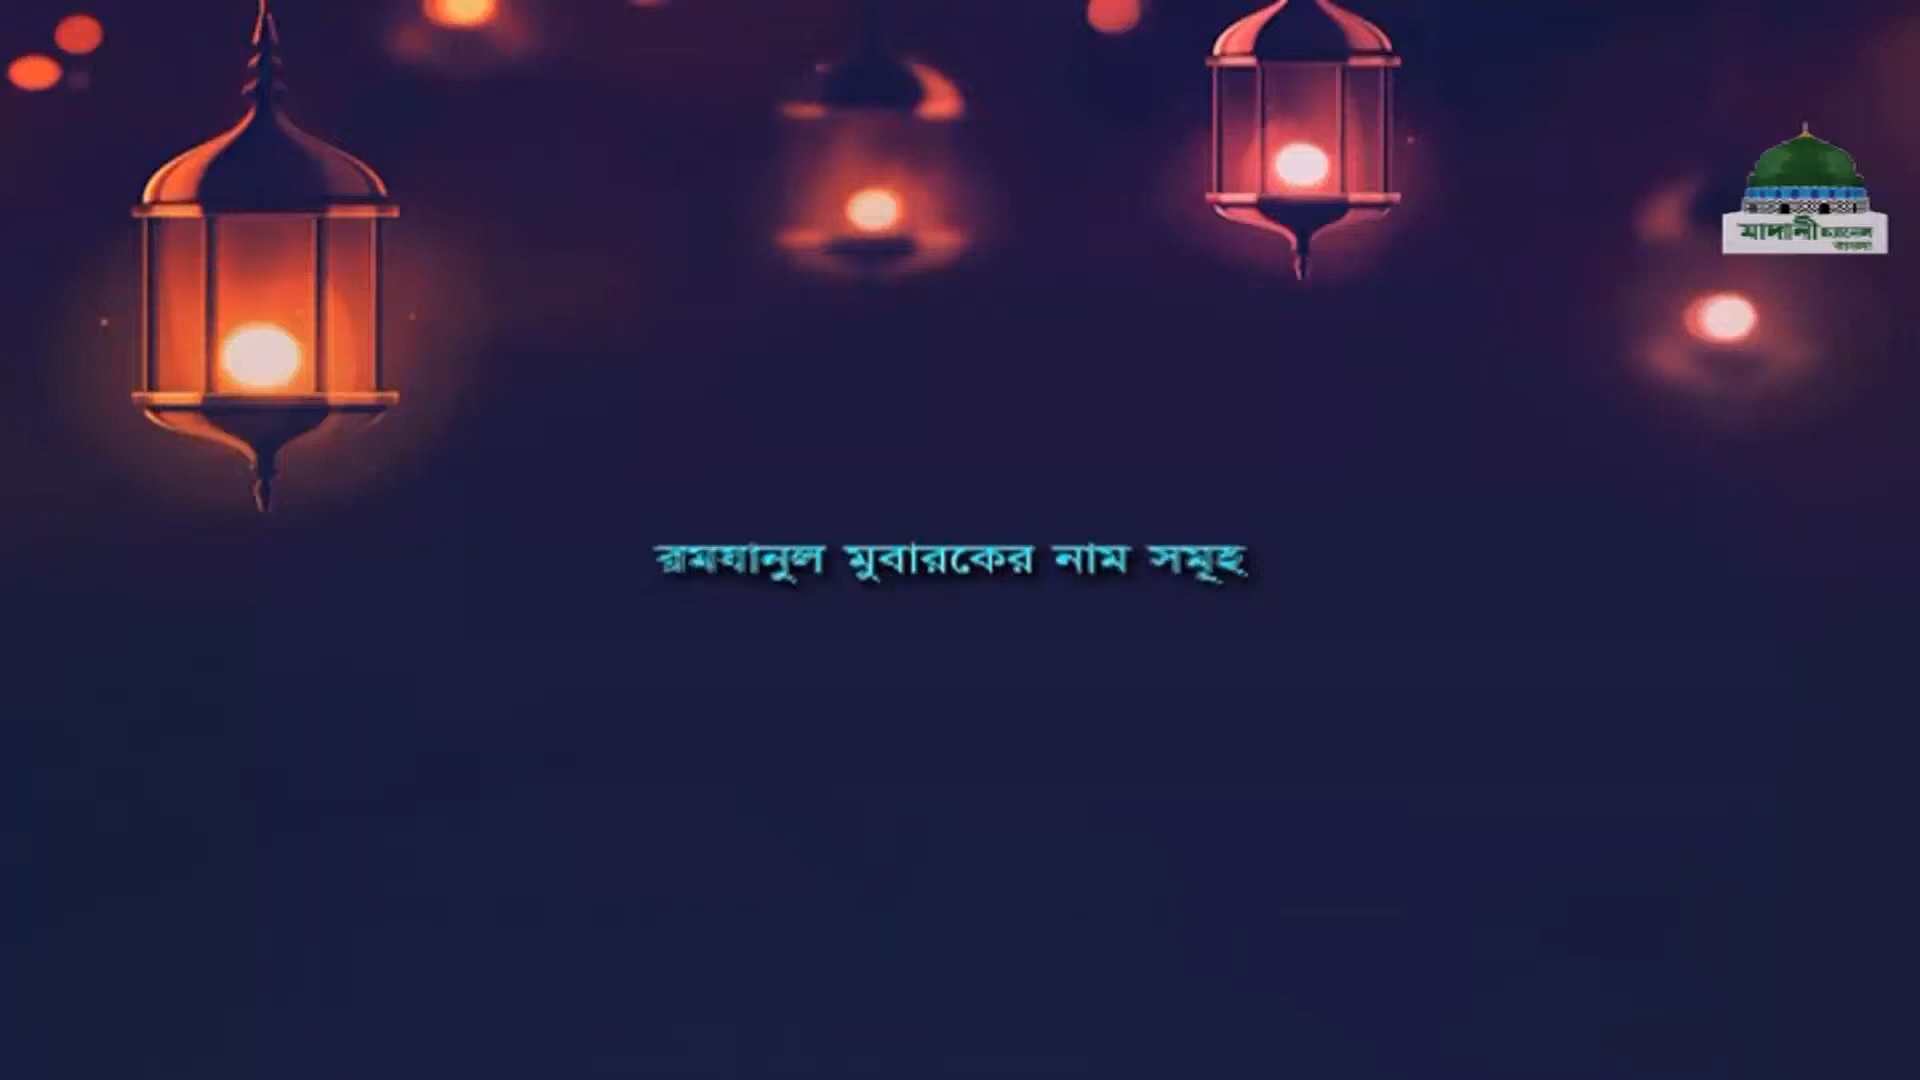 মাদানী চ্যানেল
বাংলা
রমযানুল মুবারকের নাম সমূহ